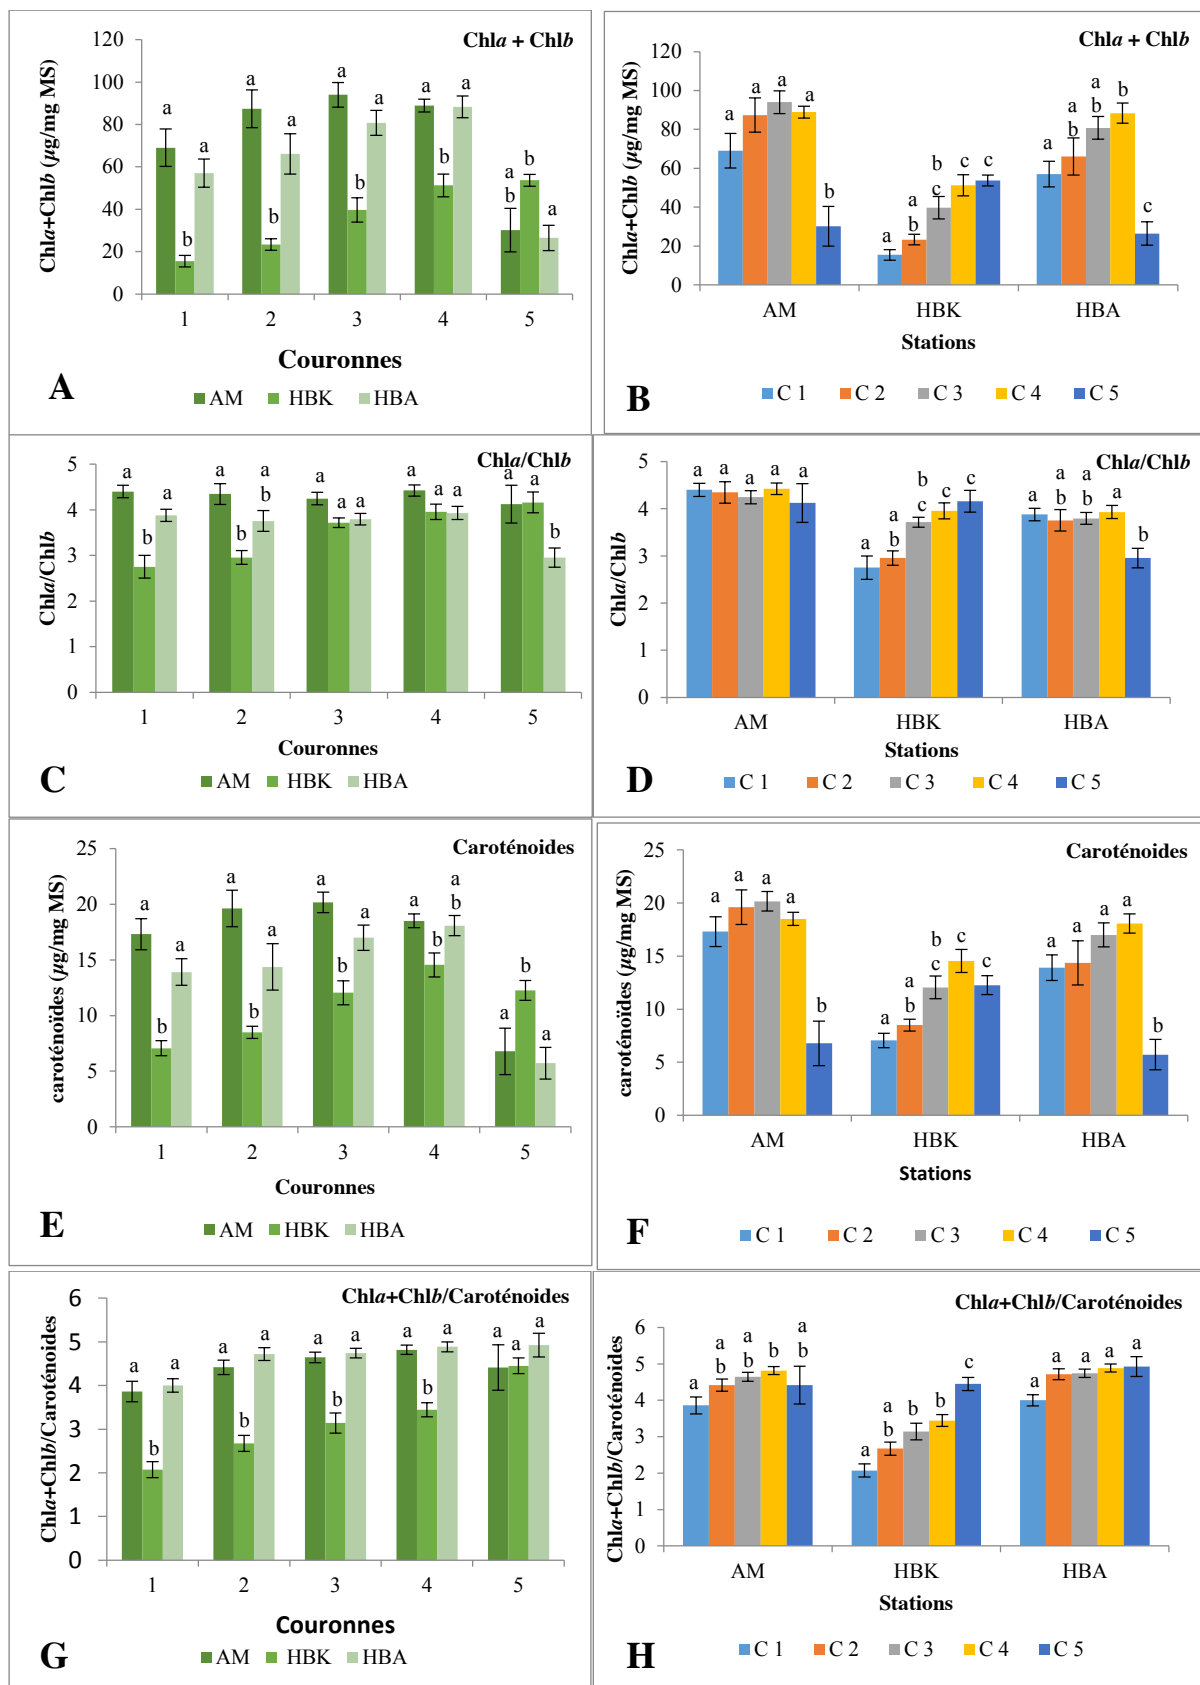 Chla + Chlb
120
100
80
60
40
20
0
Chla+Chlb (µg/mg MS)
a b a
a b a
a b a
a b a
a b b a
1 2 3 4 5
Couronnes
A
AM HBK HBA
Chla + Chlb
120
100
80
60
40
20
0
Chla+Chlb (µg/mg MS)
a a a a b
a a b b c c c
a a b a b b c
AM HBK HBA
Stations
B
C 1 C 2 C 3 C 4 C 5
Chla/Chlb
5
4
3
2
1
0
Chla/Chlb
a b a
a b a b
a a a
a a a
a a b
1 2 3 4 5
Couronnes
C
AM HBK HBA
Chla/Chlb
5
4
3
2
1
0
Chla/Chlb
a a a a a
a a b b c c c
a a b a b a b
AM HBK HBA
Stations
D
C 1 C 2 C 3 C 4 C 5
Caroténoides
25
20
15
10
5
0
caroténoïdes (µg/mg MS)
a b a
a b a
a b a
a b a b
a b a
1 2 3 4 5
Couronnes
E
AM HBK HBA
Caroténoides
25
20
15
10
5
0
caroténoïdes (µg/mg MS)
a a a a b
a a b b c c c
a a a a b
AM HBK HBA
Stations
F
C 1 C 2 C 3 C 4 C 5
Chla+Chlb/Caroténoides
6
5
4
3
2
1
0
Chla+Chlb/Caroténoides
a b a
a b a
a b a
a b a
a a a
1 2 3 4 5
Couronnes
G
AM HBK HBA
Chla+Chlb/Caroténoides
6
5
4
3
2
1
0
Chla+Chlb/Caroténoides
a a b a b b a b
a a b b b c
a a a a a
AM HBK HBA
Stations
H
C 1 C 2 C 3 C 4 C 5